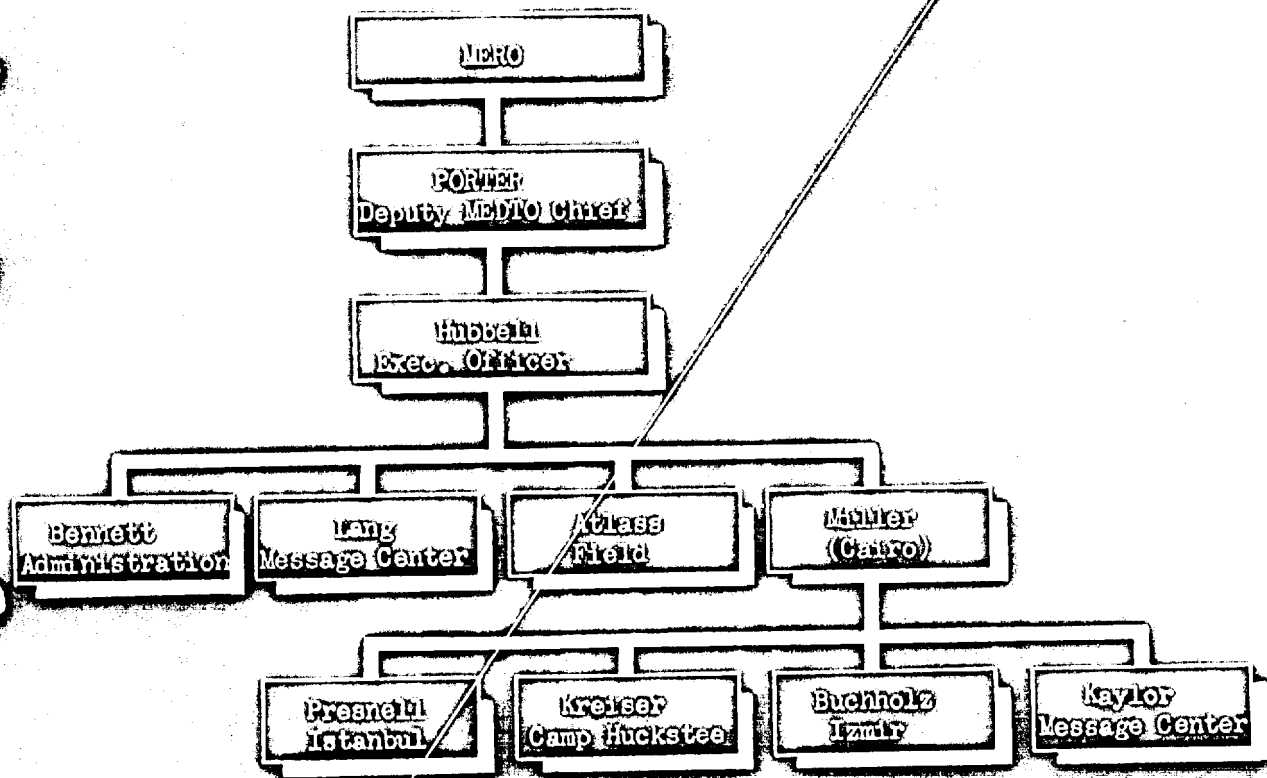 MERO
PORTER
Deputy MEDTO Chief
Hubbell
Exec. Officer
Bennett
Administration
Lang
Message Center
Atlass
Field
Miller
(Cairo)
Presnell
Istanbul
Kreiser
Camp Huckstee
Buchholz
Izmir
Kaylor
Message Center